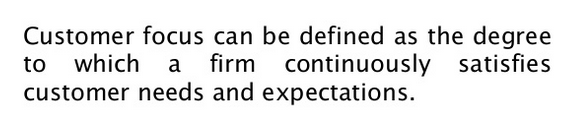 Customer focus can be defined as the degree
to which a firm continuously satisfies
customer needs and expectations.